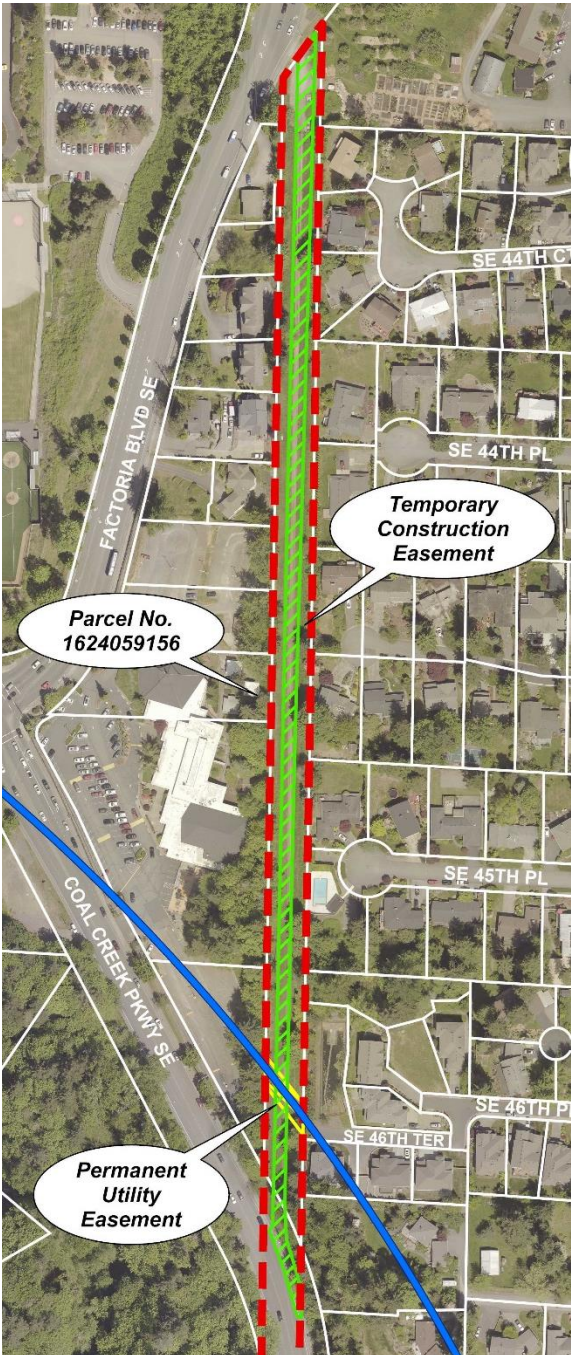 SE 44TH CT
FACTORIA BLVD SE
SE 44TH PL
Temporary
Construction
Easement
Parcel No.
1624059156
COAL CREEK PKWY SE
SE 45TH PL
SE 46TH PL
SE 46TH TER
Permanent
Utility
Easement